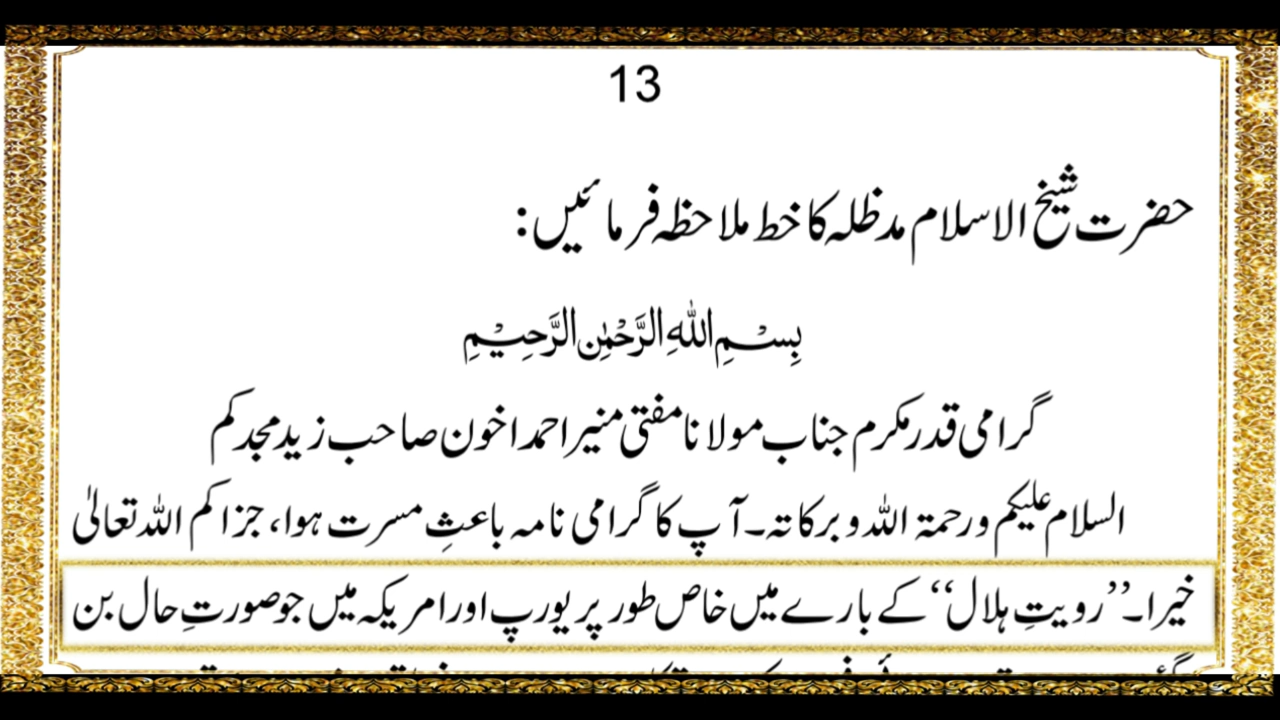 13
حضرت شیخ الاسلام مدظلہ کا خط ملاحظہ فرمائیں:
بِسْمِ اللهِ الرَّحْمٰنِ الرَّحِيْمِ
گرامی قدر مکرم جناب مولانا مفتی منیر احمد اخون صاحب زید مجدکم
السلام علیکم ورحمۃ اللہ وبرکاتہ۔ آپ کا گرامی نامہ باعثِ مسرت ہوا، جزاکم اللہ تعالیٰ
خیرا۔ ’’رویتِ ہلال‘‘ کے بارے میں خاص طور پر یورپ اور امریکہ میں جو صورتِ حال بن